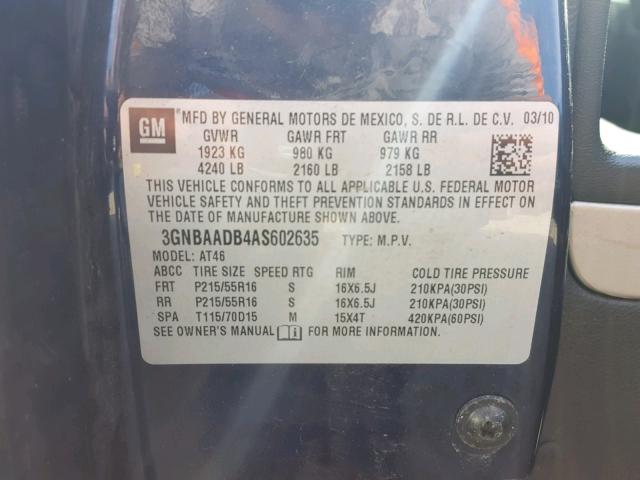 GM MFD BY GENERAL MOTORS DE MEXICO, S. DE R.L. DE C.V. 03/10
GVWR GAWR FRT GAWR RR
1923 KG 980 KG 979 KG
4240 LB 2160 LB 2158 LB
THIS VEHICLE CONFORMS TO ALL APPLICABLE U.S. FEDERAL MOTOR
VEHICLE SAFETY AND THEFT PREVENTION STANDARDS IN EFFECT ON
THE DATE OF MANUFACTURE SHOWN ABOVE.
3GNBAADB4AS602635 TYPE: M.P.V.
MODEL: AT46
ABCC TIRE SIZE SPEED RTG RIM COLD TIRE PRESSURE
FRT P215/55R16 S 16X6.5J 210KPA(30PSI)
RR P215/55R16 S 16X6.5J 210KPA(30PSI)
SPA T115/70D15 M 15X4T 420KPA(60PSI)
SEE OWNER'S MANUAL FOR MORE INFORMATION.